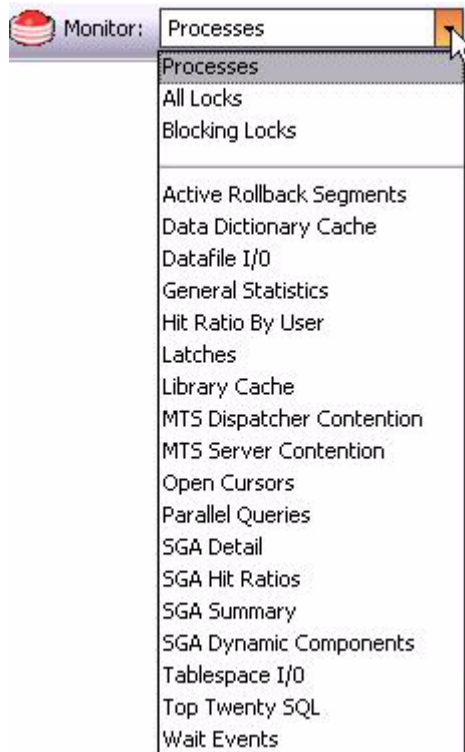 Monitor: Processes
Processes
All Locks
Blocking Locks
Active Rollback Segments
Data Dictionary Cache
Datafile I/O
General Statistics
Hit Ratio By User
Latches
Library Cache
MTS Dispatcher Contention
MTS Server Contention
Open Cursors
Parallel Queries
SGA Detail
SGA Hit Ratios
SGA Summary
SGA Dynamic Components
Tablespace I/O
Top Twenty SQL
Wait Events